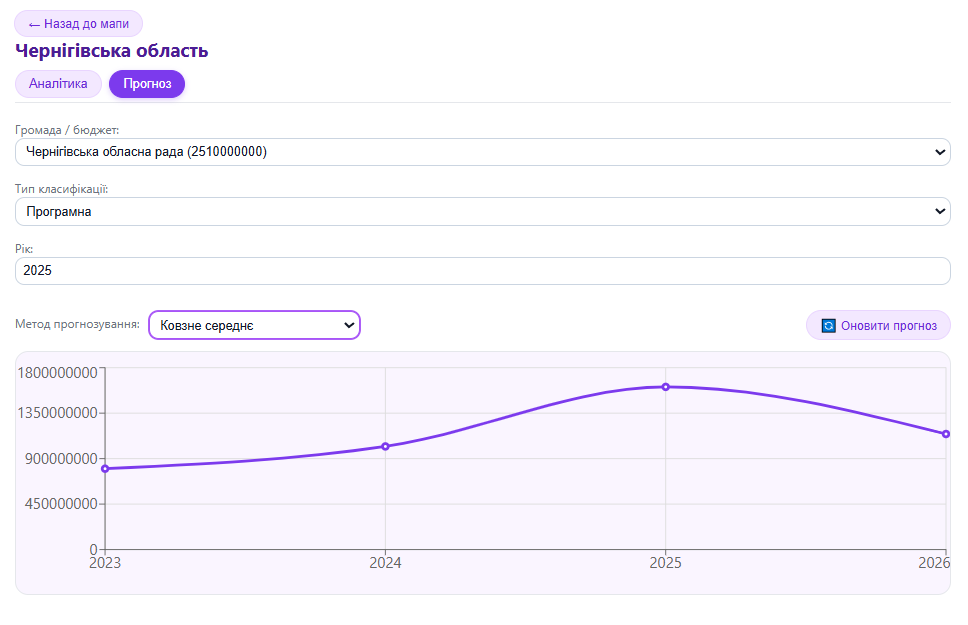 ← Назад до мапи
Чернігівська область
Аналітика Прогноз
Громада / бюджет:
Чернігівська обласна рада (2510000000)
Тип класифікації:
Програмна
Рік:
2025
Метод прогнозування: Ковзне середнє Оновити прогноз
1800000000
1350000000
900000000
450000000
0
2023 2024 2025 2026